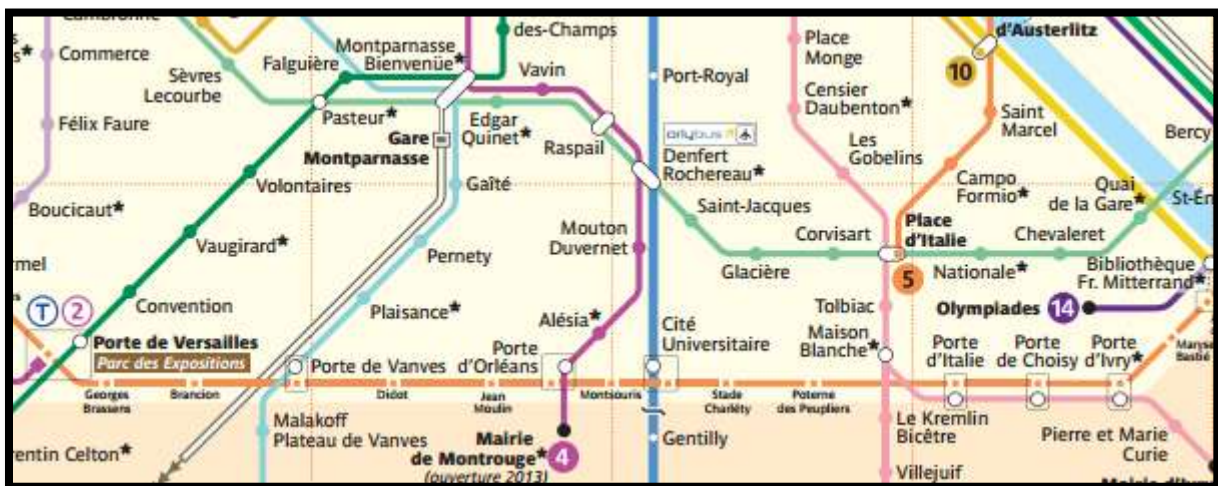 Commerce
Félix Faure
Boucicaut*
Sèvres
Lecourbe
Falguière
Montparnasse
Bienvenüe*
des-Champs
Vavin
Pasteur*
Edgar
Quinet*
Gare
Montparnasse
Raspail
Volontaires
Vaugirard*
Convention
T 2
Porte de Versailles
Parc des Expositions
Gaîté
Pernety
Plaisance*
Porte de Vanves
Malakoff
Plateau de Vanves
Mouton
Duvernet
Alésia*
Porte
d'Orléans
Mairie
de Montrouge* 4
(ouverture 2013)
Port-Royal
orlybus
Denfert
Rochereau*
Saint-Jacques
Glacière
Corvisart
Cité
Universitaire
Gentilly
Place
Monge
Censier
Daubenton*
Les
Gobelins
d'Austerlitz
10
Saint
Marcel
Campo
Formio*
Place
d'Italie
5
Nationale*
Chevaleret
Quai
de la Gare*
Bercy
Bibliothèque
Fr. Mitterrand*
Olympiades 14
Tolbiac
Maison
Blanche*
Porte
d'Italie
Porte
de Choisy
Porte
d'Ivry*
Le Kremlin
Bicêtre
Villejuif
Pierre et Marie
Curie
Georges
Brassens
Brancion
Didot
Jean
Moulin
Montsouris
Stade
Charléty
Poterne
des Peupliers